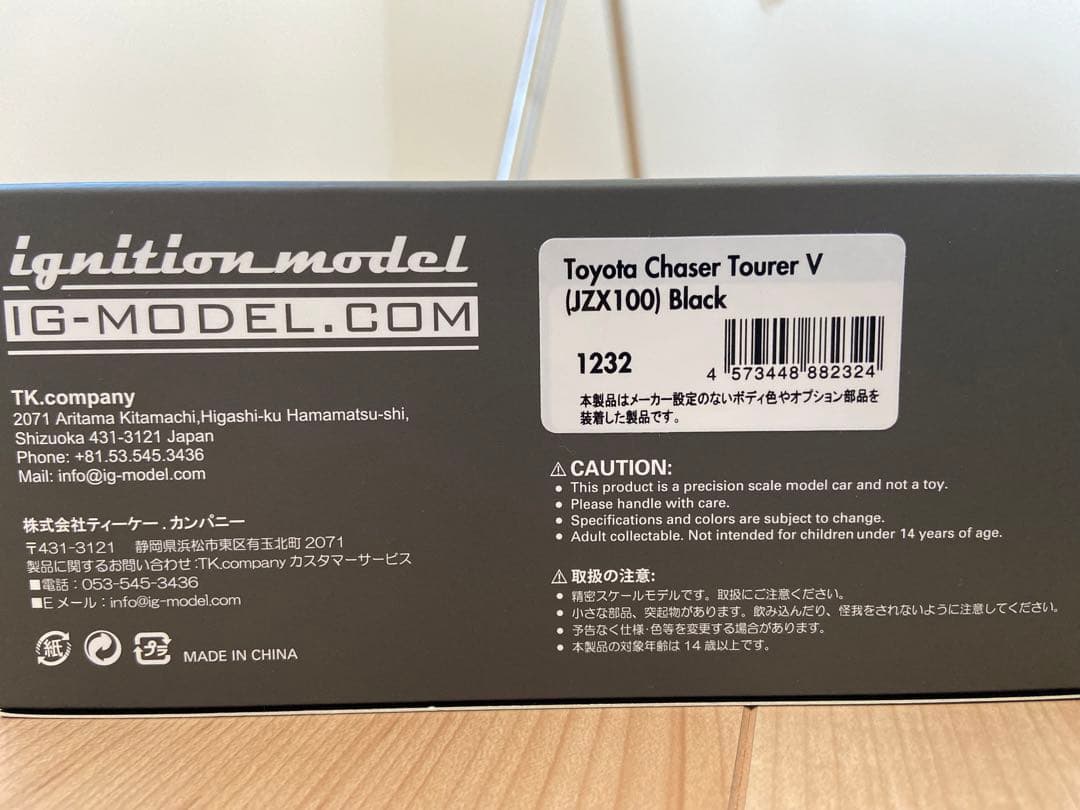 ignition model
IG-MODEL.COM
TK.company
2071 Aritama Kitamachi,Higashi-ku Hamamatsu-shi,
Shizuoka 431-3121 Japan
Phone: +81.53.545.3436
Mail: info@ig-model.com
株式会社ティーケー.カンパニー
〒431-3121 静岡県浜松市東区有玉北町2071
製品に関するお問い合わせ:TK.company カスタマーサービス
■電話：053-545-3436
■Eメール：info@ig-model.com
紙
プラ
MADE IN CHINA
Toyota Chaser Tourer V
(JZX100) Black
1232
4 573448 882324
本製品はメーカー設定のないボディ色やオプション部品を
装着した製品です。
⚠CAUTION:
● This product is a precision scale model car and not a toy.
● Please handle with care.
● Specifications and colors are subject to change.
● Adult collectable. Not intended for children under 14 years of age.
⚠取扱の注意:
● 精密スケールモデルです。取扱にご注意ください。
● 小さな部品、突起物があります。飲み込んだり、怪我をされないように注意してください。
● 予告なく仕様・色等を変更する場合があります。
● 本製品の対象年齢は14歳以上です。